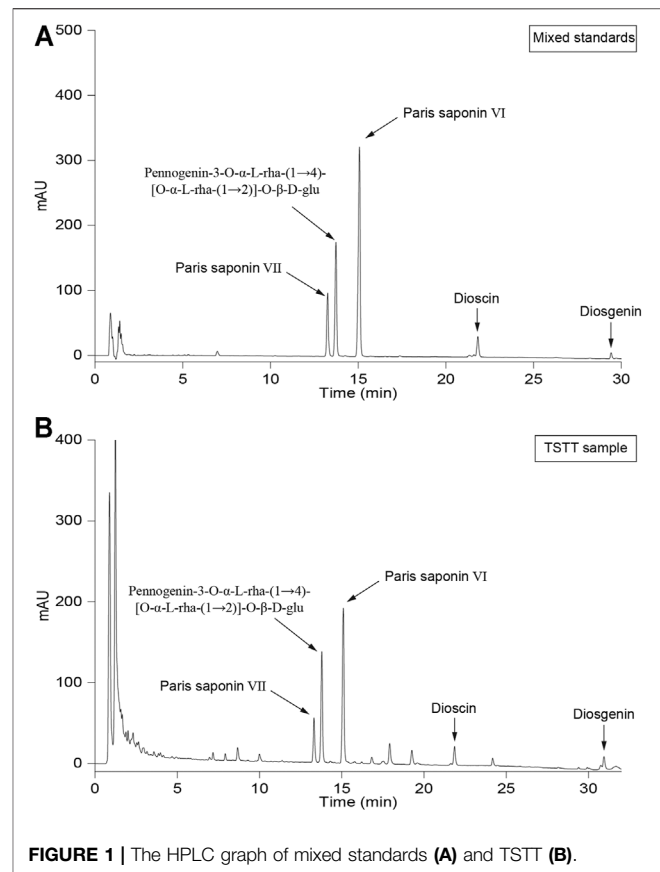 A
Mixed standards
500
400
300
200
100
0
mAU
Paris saponin VI
Pennogenin-3-O-α-L-rha-(1→4)-
[O-α-L-rha-(1→2)]-O-β-D-glu
Paris saponin VII
Dioscin
Diosgenin
0 5 10 15 20 25 30
Time (min)
B
TSTT sample
400
300
200
100
0
mAU
Paris saponin VI
Pennogenin-3-O-α-L-rha-(1→4)-
[O-α-L-rha-(1→2)]-O-β-D-glu
Paris saponin VII
Dioscin
Diosgenin
0 5 10 15 20 25 30
Time (min)
FIGURE 1 | The HPLC graph of mixed standards (A) and TSTT (B).